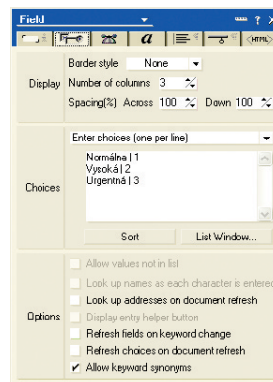 Field
?
a
<HTML>
Display
Border style None
Number of columns 3
Spacing(%) Across 100 Down 100
Enter choices (one per line)
Choices
Normálna | 1
Vysoká | 2
Urgentná | 3
Sort List Window...
Options
Allow values not in list
Look up names as each character is entered
Look up addresses on document refresh
Display entry helper button
Refresh fields on keyword change
Refresh choices on document refresh
Allow keyword synonyms